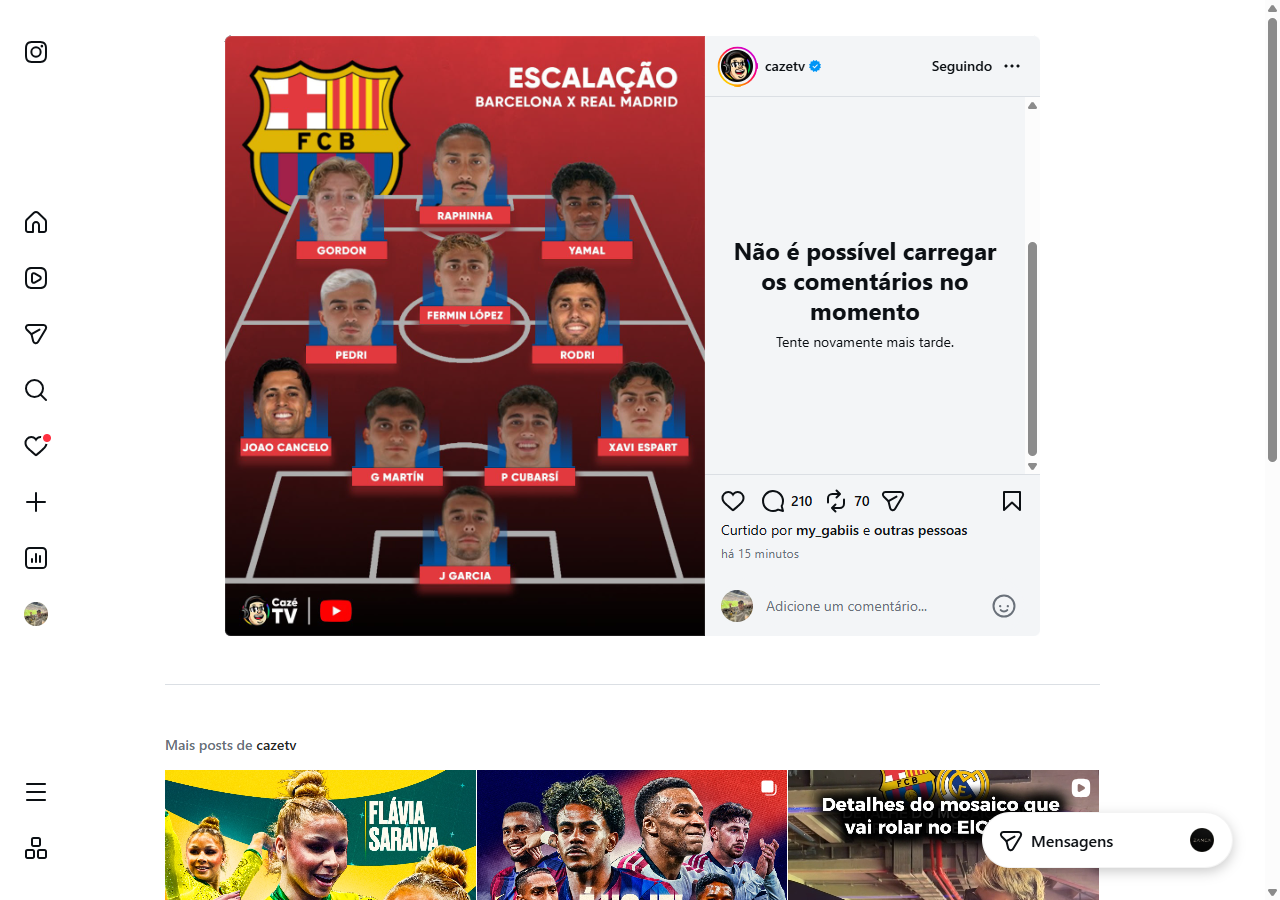 ESCALAÇÃO
BARCELONA X REAL MADRID
FCB
RAPHINHA
GORDON
YAMAL
FERMIN LÓPEZ
PEDRI
RODRI
JOAO CANCELO
XAVI ESPART
G MARTÍN
P CUBARSÍ
J GARCIA
Cazé
TV
cazetv
Seguindo
Não é possível carregar
os comentários no
momento
Tente novamente mais tarde.
210
70
Curtido por my_gabiis e outras pessoas
há 15 minutos
Adicione um comentário...
Mais posts de cazetv
FLÁVIA
SARAIVA
FCB
Detalhes do mosaico que
vai rolar no ElC
Mensagens